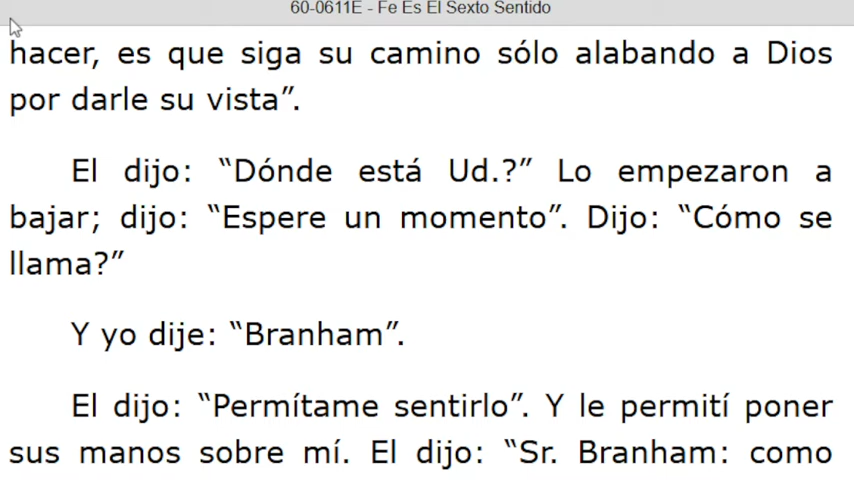 60-0611E - Fe Es El Sexto Sentido
hacer, es que siga su camino sólo alabando a Dios
por darle su vista”.
El dijo: “Dónde está Ud.?” Lo empezaron a
bajar; dijo: “Espere un momento”. Dijo: “Cómo se
llama?”
Y yo dije: “Branham”.
El dijo: “Permítame sentirlo”. Y le permití poner
sus manos sobre mí. El dijo: “Sr. Branham: como